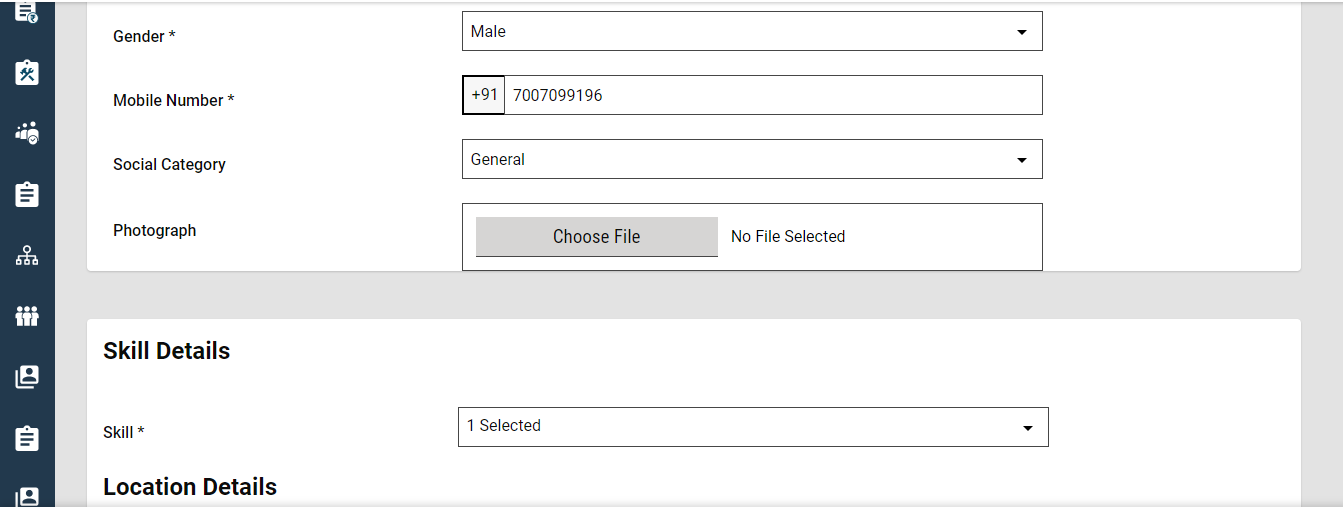 Gender *
Male
Mobile Number *
+91 7007099196
Social Category
General
Photograph
Choose File No File Selected
Skill Details
Skill *
1 Selected
Location Details